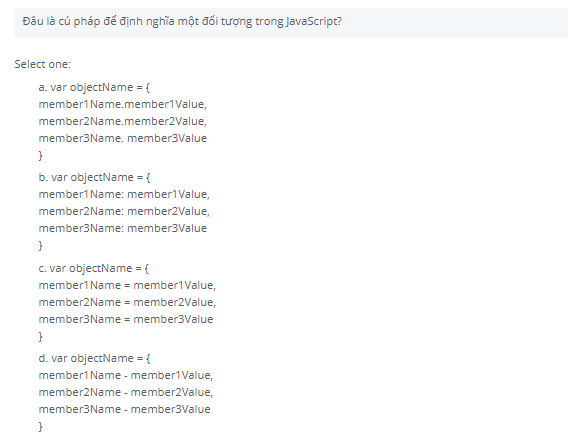 Đâu là cú pháp để định nghĩa một đối tượng trong JavaScript?
Select one:
a. var objectName = {
member1Name.member1Value,
member2Name.member2Value,
member3Name. member3Value
}
b. var objectName = {
member1Name: member1Value,
member2Name: member2Value,
member3Name: member3Value
}
c. var objectName = {
member1Name = member1Value,
member2Name = member2Value,
member3Name = member3Value
}
d. var objectName = {
member1Name - member1Value,
member2Name - member2Value,
member3Name - member3Value
}